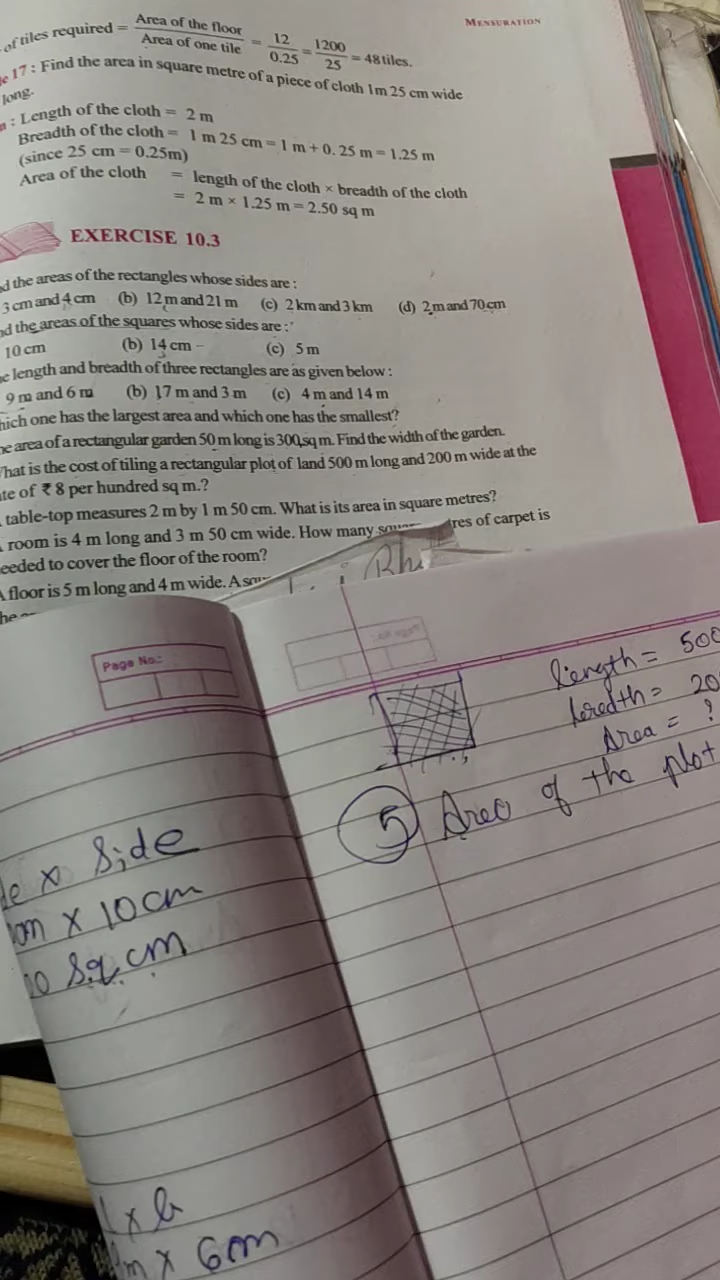 MENSURATION
of tiles required = Area of the floor / Area of one tile = 12 / 0.25 = 1200 / 25 = 48 tiles.
17 : Find the area in square metre of a piece of cloth 1m 25 cm wide
long.
: Length of the cloth = 2 m
Breadth of the cloth = 1 m 25 cm = 1 m + 0. 25 m = 1.25 m
(since 25 cm = 0.25m)
Area of the cloth = length of the cloth × breadth of the cloth
= 2 m × 1.25 m = 2.50 sq m
EXERCISE 10.3
the areas of the rectangles whose sides are :
3 cm and 4 cm (b) 12 m and 21 m (c) 2 km and 3 km (d) 2 m and 70 cm
the areas of the squares whose sides are :
10 cm (b) 14 cm (c) 5 m
length and breadth of three rectangles are as given below :
9 m and 6 m (b) 17 m and 3 m (c) 4 m and 14 m
one has the largest area and which one has the smallest?
area of a rectangular garden 50 m long is 300 sq m. Find the width of the garden.
is the cost of tiling a rectangular plot of land 500 m long and 200 m wide at the
of ₹ 8 per hundred sq m.?
table-top measures 2 m by 1 m 50 cm. What is its area in square metres?
room is 4 m long and 3 m 50 cm wide. How many of carpet is
to cover the floor of the room?
floor is 5 m long and 4 m wide. A
Page No.:
length = 500
bredth = 20
Area = ?
5 Area of the plot
x Side
x 10 cm
sq cm
l x b
m x 6m